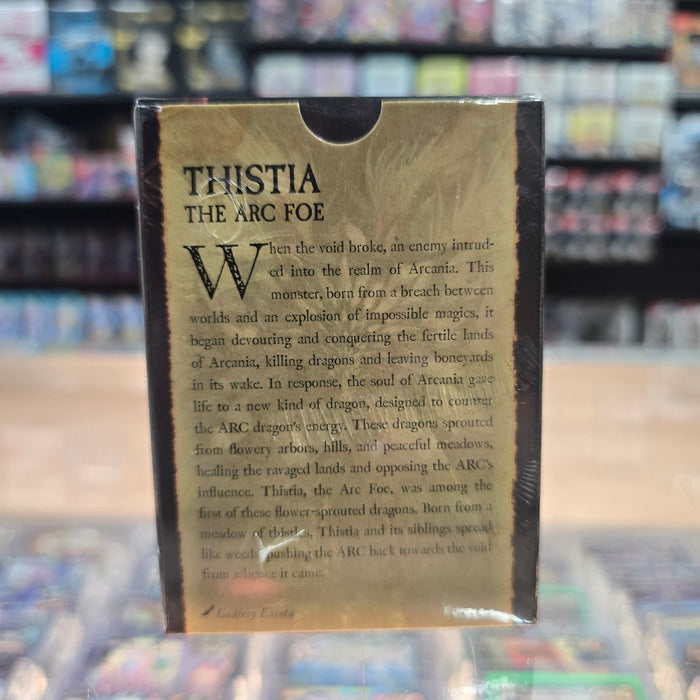 THISTIA
THE ARC FOE
When the void broke, an enemy intrud-
ed into the realm of Arcania. This
monster, born from a breach between
worlds and an explosion of impossible magics, it
began devouring and conquering the fertile lands
of Arcania, killing dragons and leaving boneyards
in its wake. In response, the soul of Arcania gave
life to a new kind of dragon, designed to counter
the ARC dragon's energy. These dragons sprouted
from flowery arbors, hills, and peaceful meadows,
healing the ravaged lands and opposing the ARC's
influence. Thistia, the Arc Foe, was among the
first of these flower-sprouted dragons. Born from a
meadow of thistles, Thistia and its siblings spread
like weeds pushing the ARC back towards the void
from whence it came.
Godfrey Escota